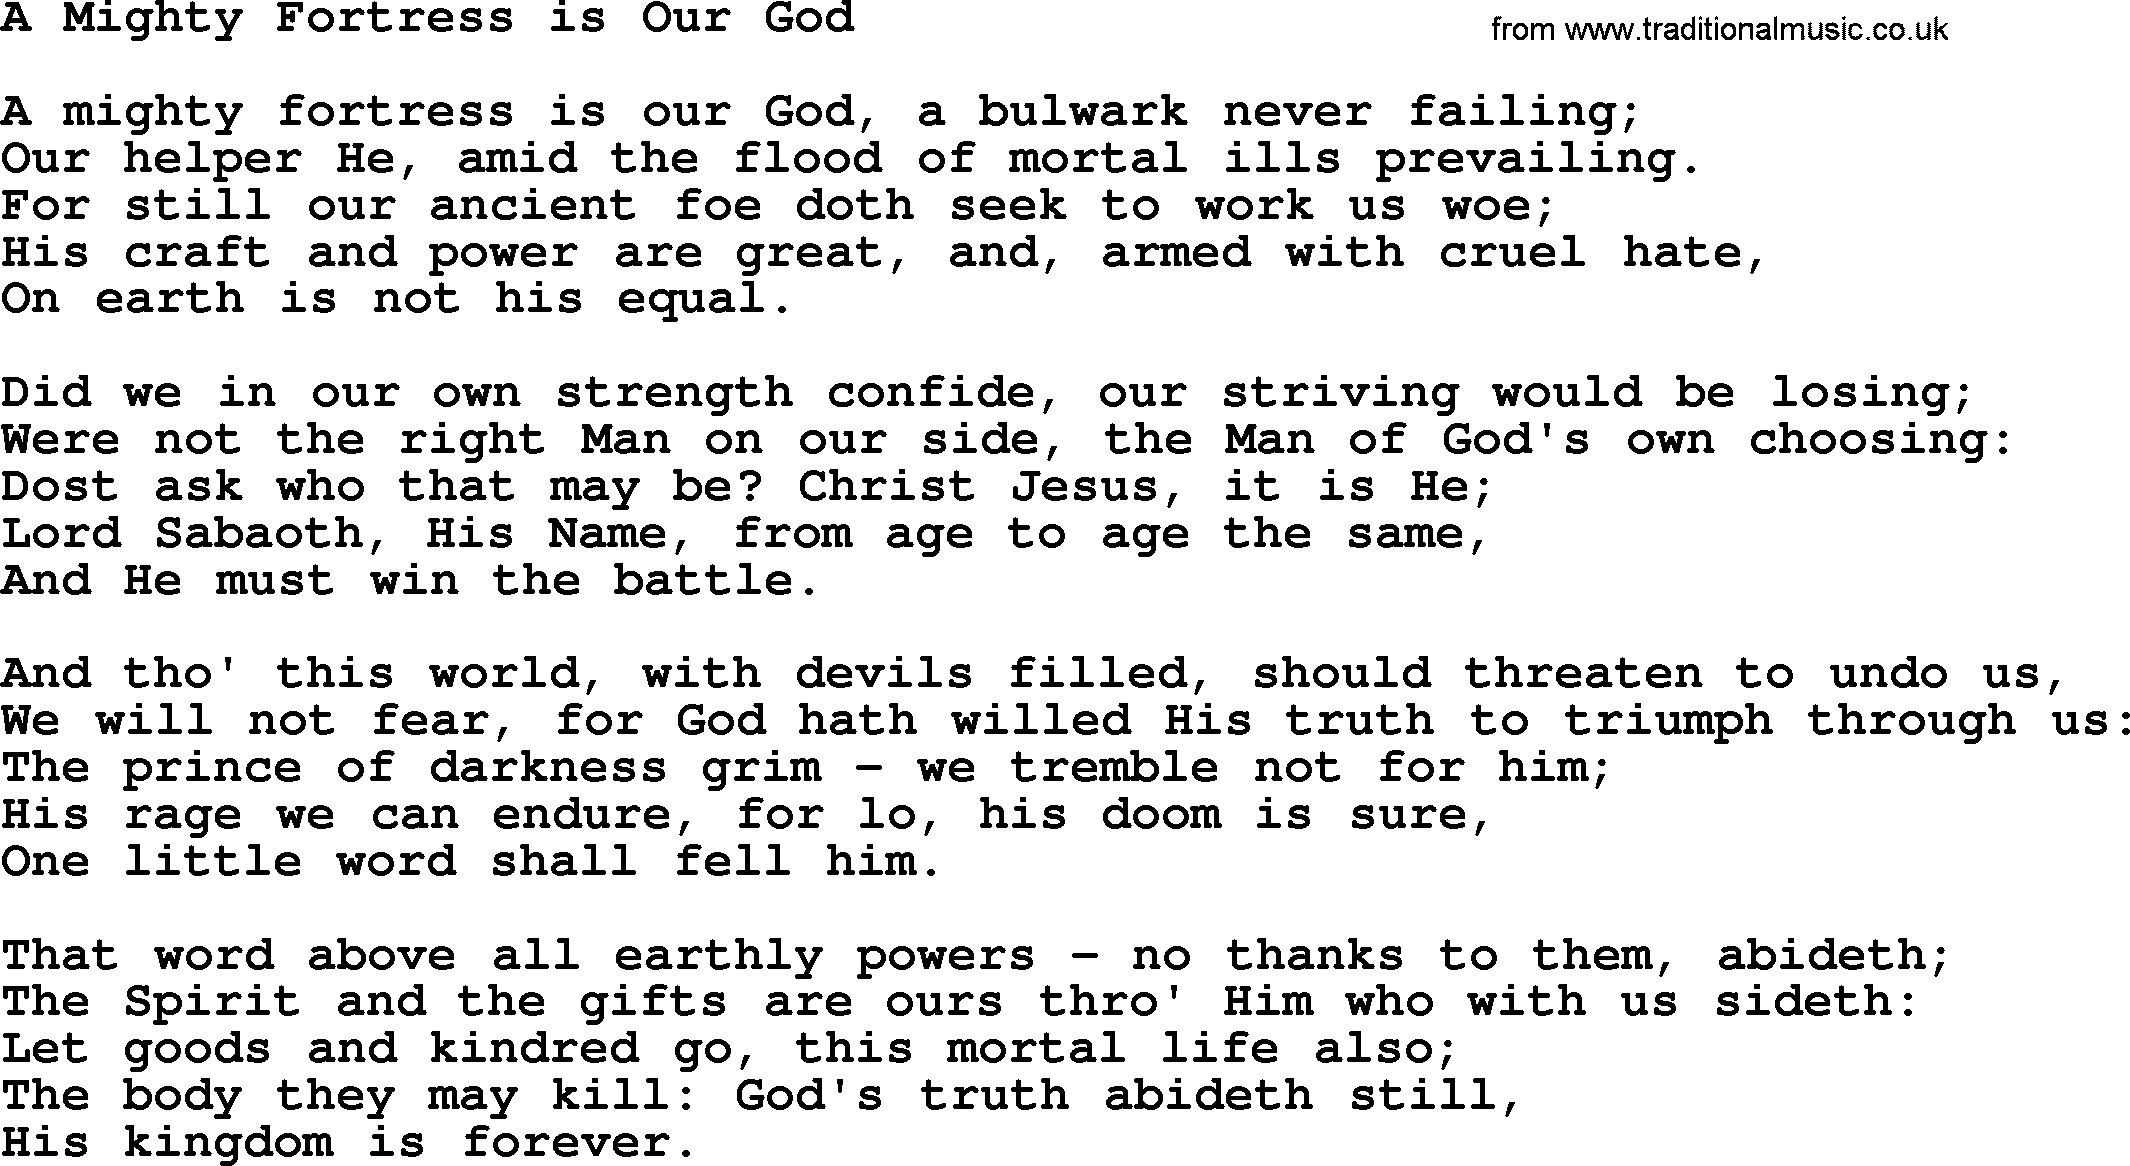 A Mighty Fortress is Our God
from www.traditionalmusic.co.uk
A mighty fortress is our God, a bulwark never failing;
Our helper He, amid the flood of mortal ills prevailing.
For still our ancient foe doth seek to work us woe;
His craft and power are great, and, armed with cruel hate,
On earth is not his equal.
Did we in our own strength confide, our striving would be losing;
Were not the right Man on our side, the Man of God's own choosing:
Dost ask who that may be? Christ Jesus, it is He;
Lord Sabaoth, His Name, from age to age the same,
And He must win the battle.
And tho' this world, with devils filled, should threaten to undo us,
We will not fear, for God hath willed His truth to triumph through us:
The prince of darkness grim – we tremble not for him;
His rage we can endure, for lo, his doom is sure,
One little word shall fell him.
That word above all earthly powers – no thanks to them, abideth;
The Spirit and the gifts are ours thro' Him who with us sideth:
Let goods and kindred go, this mortal life also;
The body they may kill: God's truth abideth still,
His kingdom is forever.